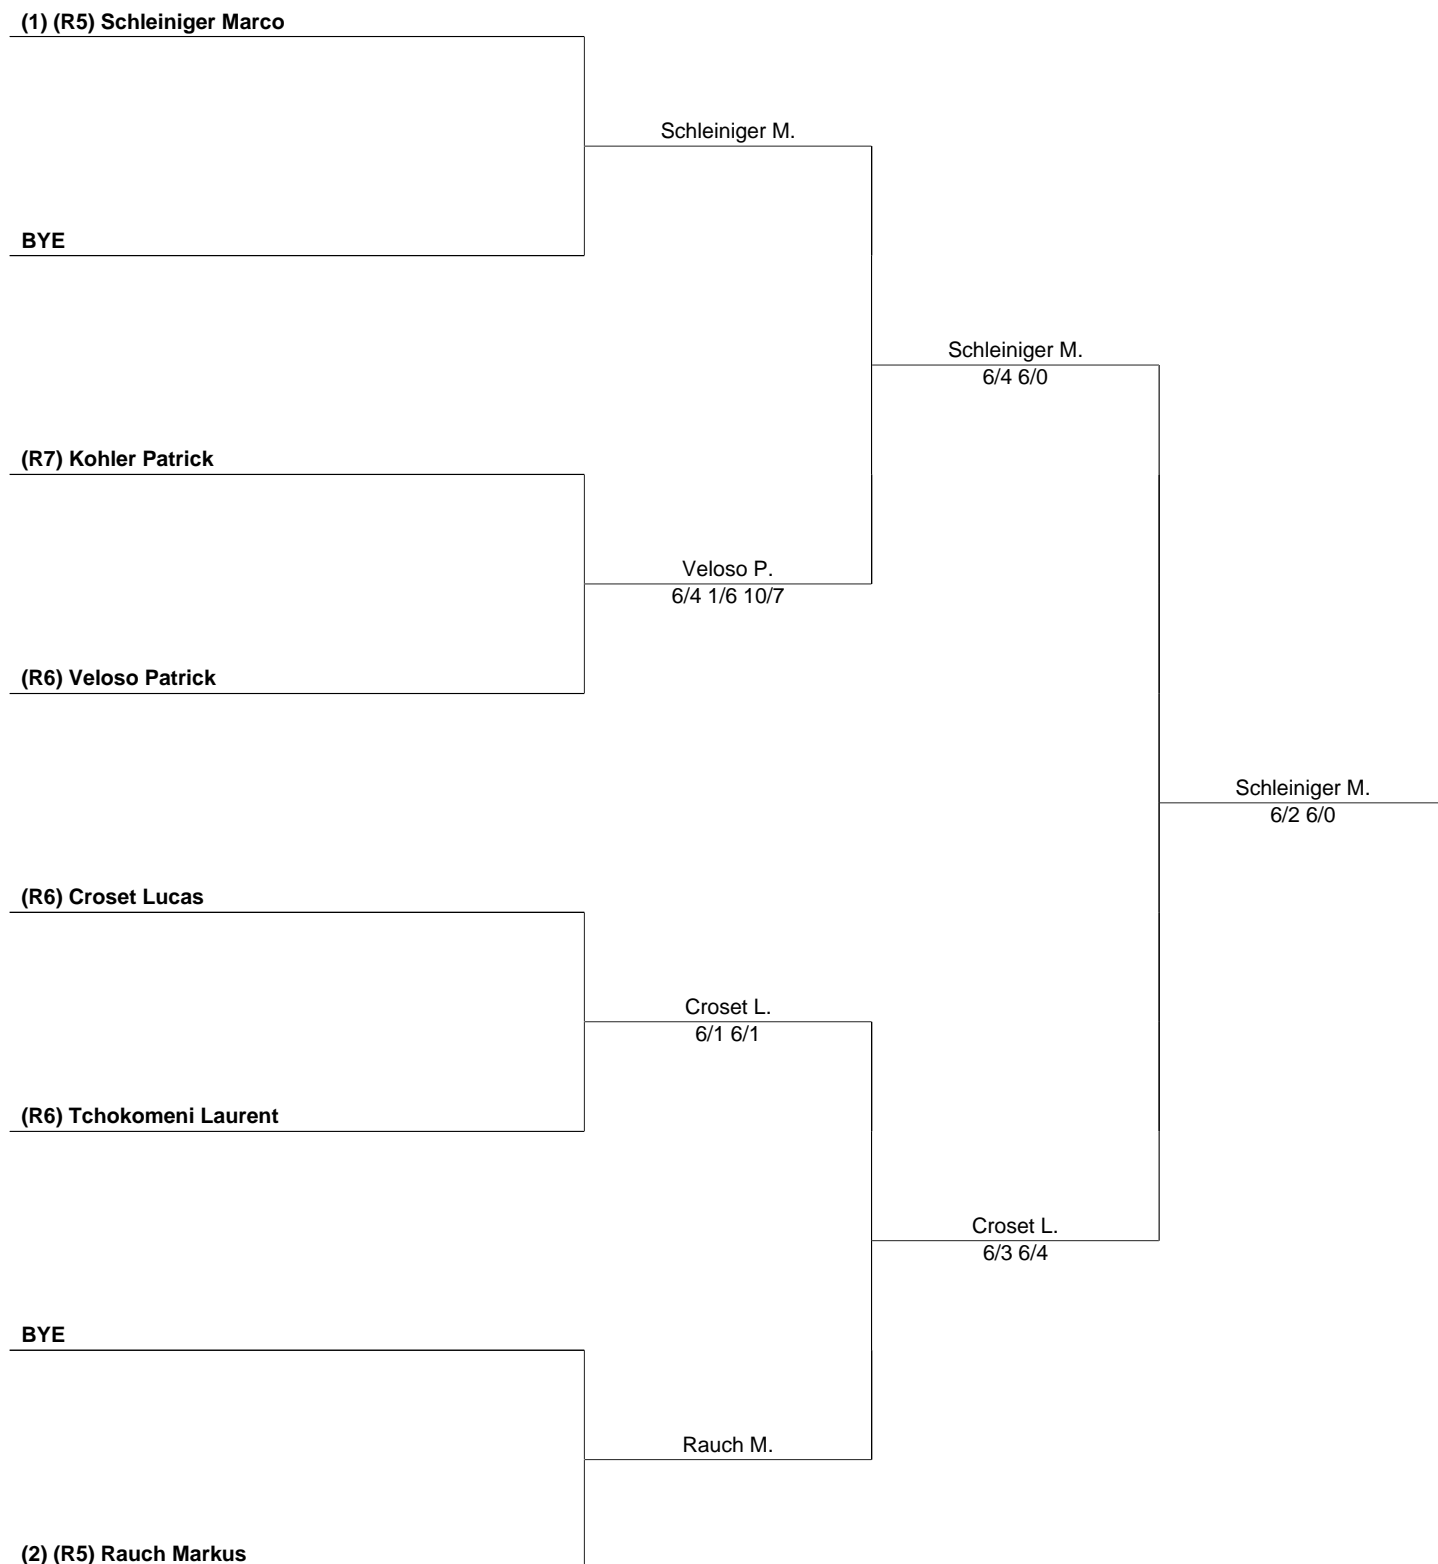 (1) (R5) Schleiniger Marco
Schleiniger M.
BYE
Schleiniger M.
6/4 6/0
(R7) Kohler Patrick
Veloso P.
6/4 1/6 10/7
(R6) Veloso Patrick
Schleiniger M.
6/2 6/0
(R6) Croset Lucas
Croset L.
6/1 6/1
(R6) Tchokomeni Laurent
Croset L.
6/3 6/4
BYE
Rauch M.
(2) (R5) Rauch Markus